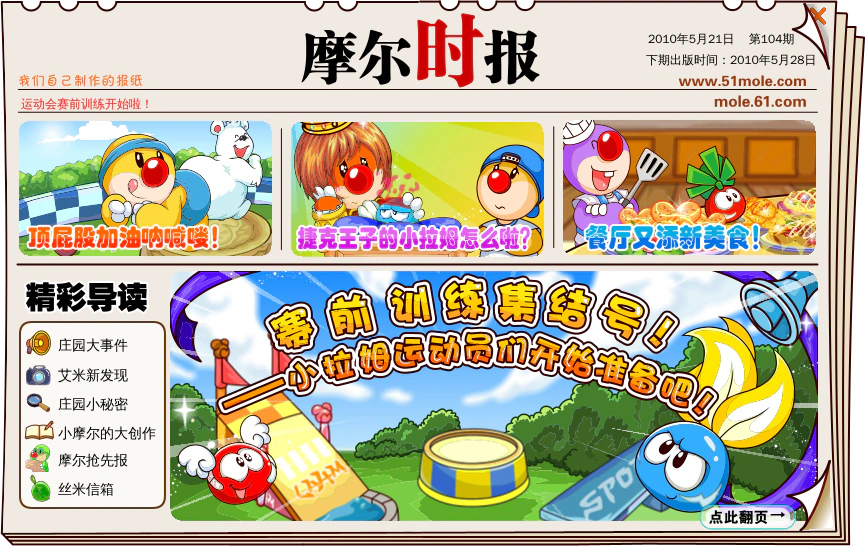 摩尔时报
2010年5月21日 第104期
下期出版时间：2010年5月28日
www.51mole.com
mole.61.com
我们自己制作的报纸
运动会赛前训练开始啦！
顶屁股加油呐喊喽！
捷克王子的小拉姆怎么啦？
餐厅又添新美食！
精彩导读
庄园大事件
艾米新发现
庄园小秘密
小摩尔的大创作
摩尔抢先报
丝米信箱
赛前训练集结号！
——小拉姆运动员们开始准备吧！
SPO
点此翻页→